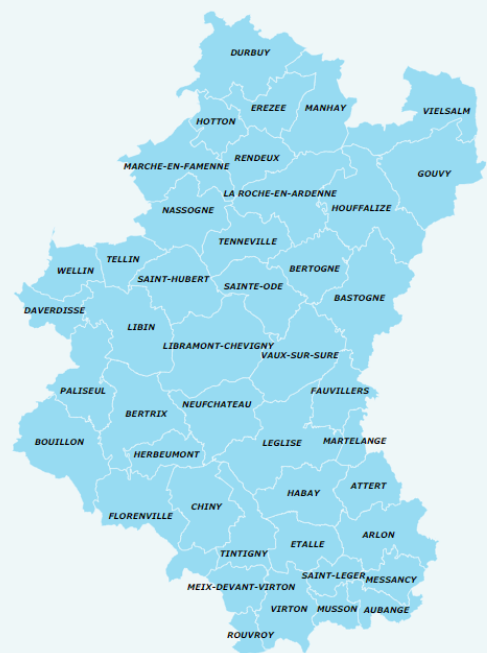 DURBUY
EREZEE
MANHAY
VIELSALM
HOTTON
RENDEUX
MARCHE-EN-FAMENNE
GOUVY
LA ROCHE-EN-ARDENNE
HOUFFALIZE
NASSOGNE
TENNEVILLE
TELLIN
BERTOGNE
WELLIN
SAINT-HUBERT
SAINTE-ODE
BASTOGNE
DAVERDISSE
LIBIN
LIBRAMONT-CHEVIGNY
VAUX-SUR-SURE
PALISEUL
FAUVILLERS
NEUFCHATEAU
BERTRIX
BOUILLON
LEGLISE
MARTELANGE
HERBEUMONT
ATTERT
HABAY
CHINY
FLORENVILLE
ARLON
ETALLE
TINTIGNY
SAINT-LEGER
MESSANCY
MEIX-DEVANT-VIRTON
VIRTON
MUSSON
AUBANGE
ROUVROY